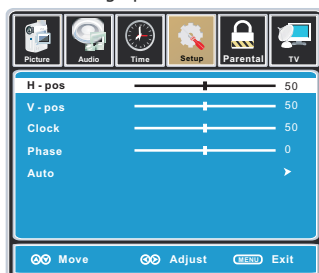 Picture Audio Time Setup Parental TV
H - pos 50
V - pos 50
Clock 50
Phase 0
Auto
Move Adjust MENU Exit